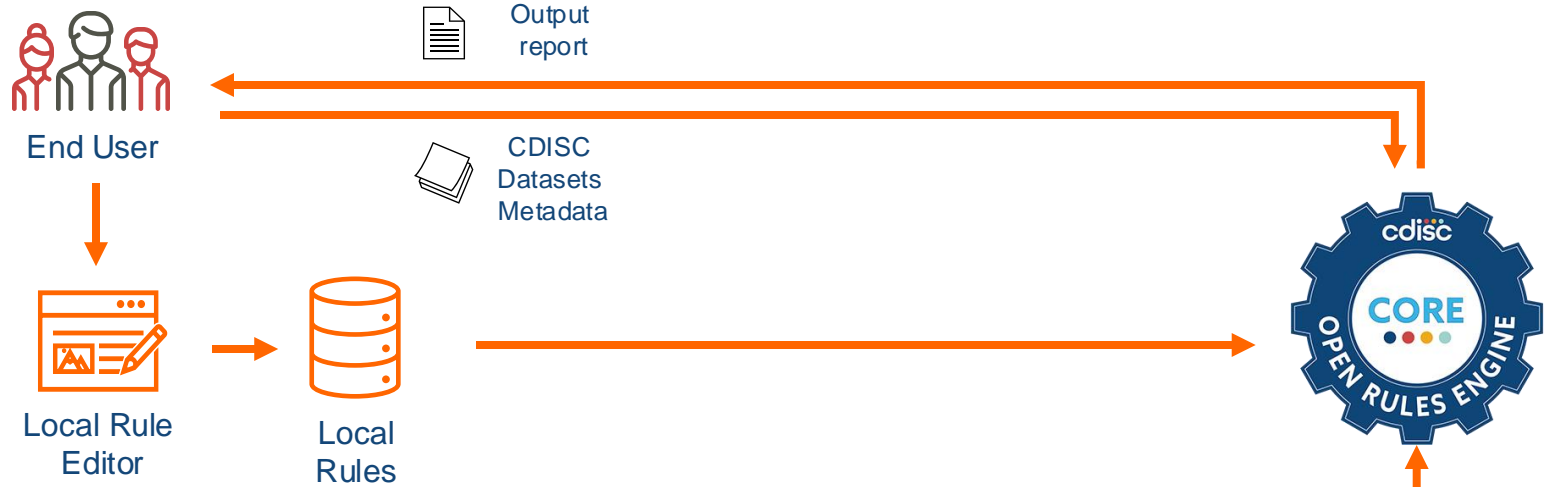 Output
report
End User
CDISC
Datasets
Metadata
cdisc
CORE
OPEN RULES ENGINE
Local Rule
Editor
Local
Rules